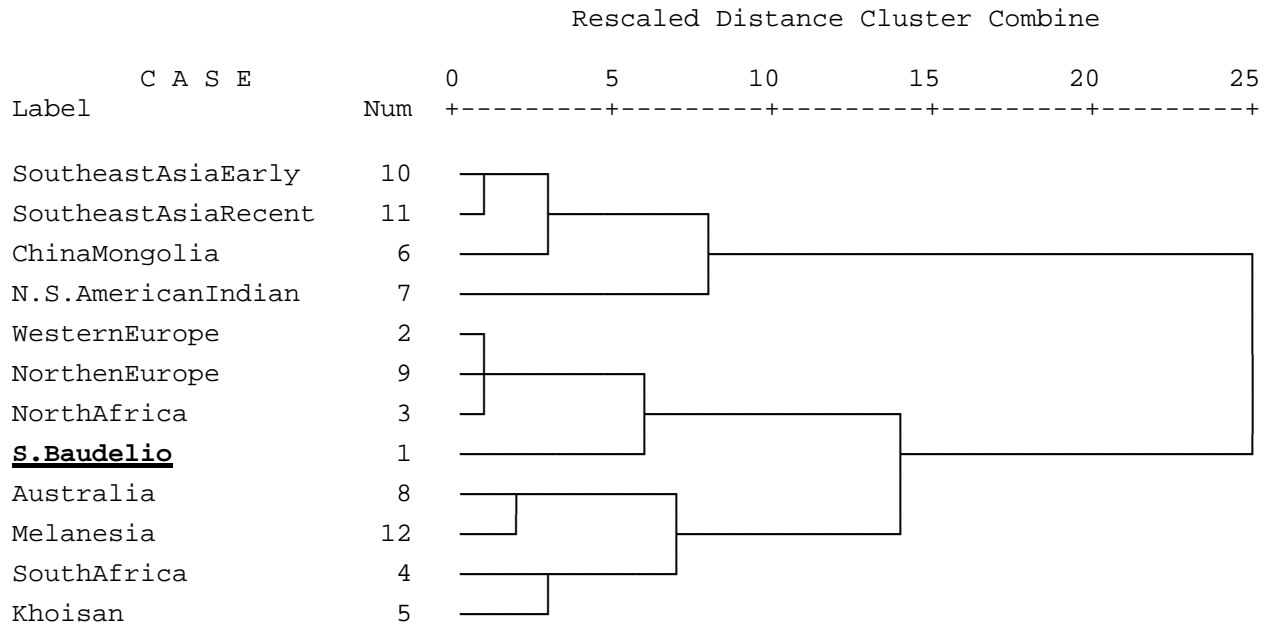 Rescaled Distance Cluster Combine
C A S E 0 5 10 15 20 25
Label Num +---------+---------+---------+---------+---------+
SoutheastAsiaEarly 10
SoutheastAsiaRecent 11
ChinaMongolia 6
N.S.AmericanIndian 7
WesternEurope 2
NorthenEurope 9
NorthAfrica 3
S.Baudelio 1
Australia 8
Melanesia 12
SouthAfrica 4
Khoisan 5